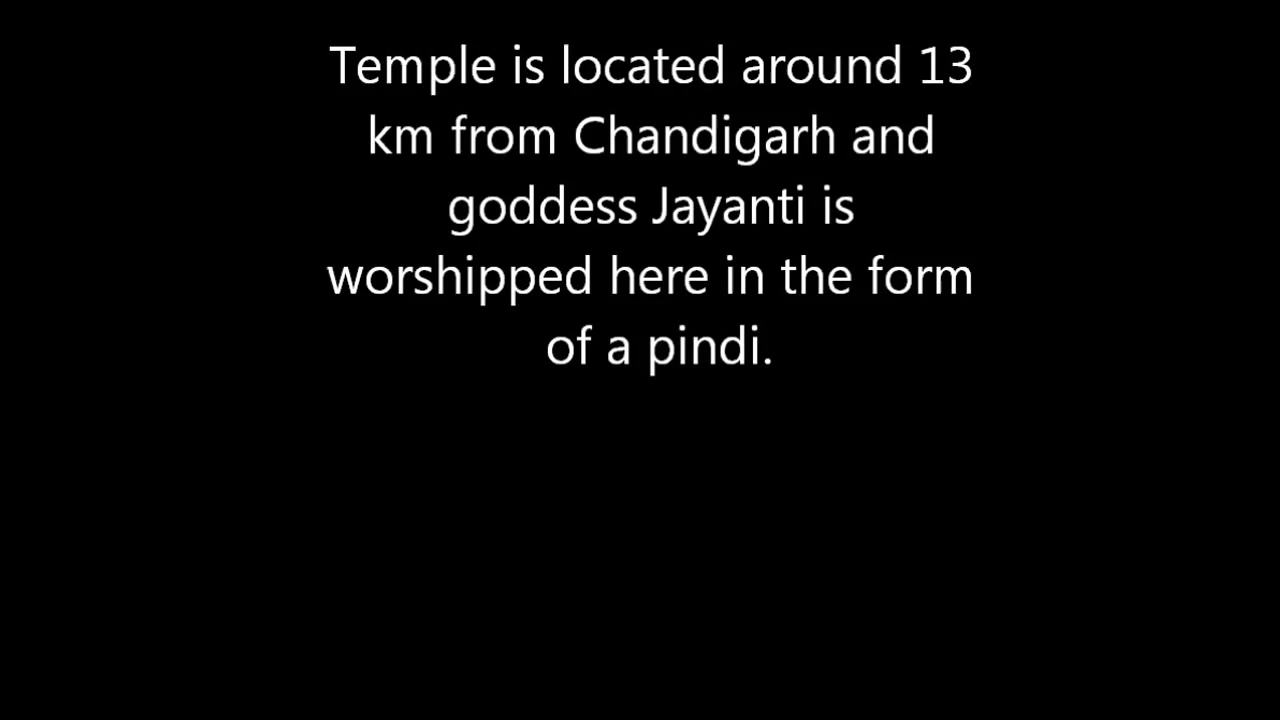 Temple is located around 13
km from Chandigarh and
goddess Jayanti is
worshipped here in the form
of a pindi.